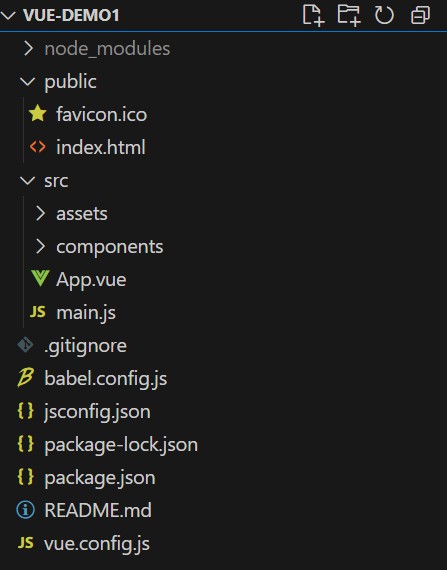 VUE-DEMO1
node_modules
public
favicon.ico
index.html
src
assets
components
App.vue
JS main.js
.gitignore
babel.config.js
{} jsconfig.json
{} package-lock.json
{} package.json
README.md
JS vue.config.js